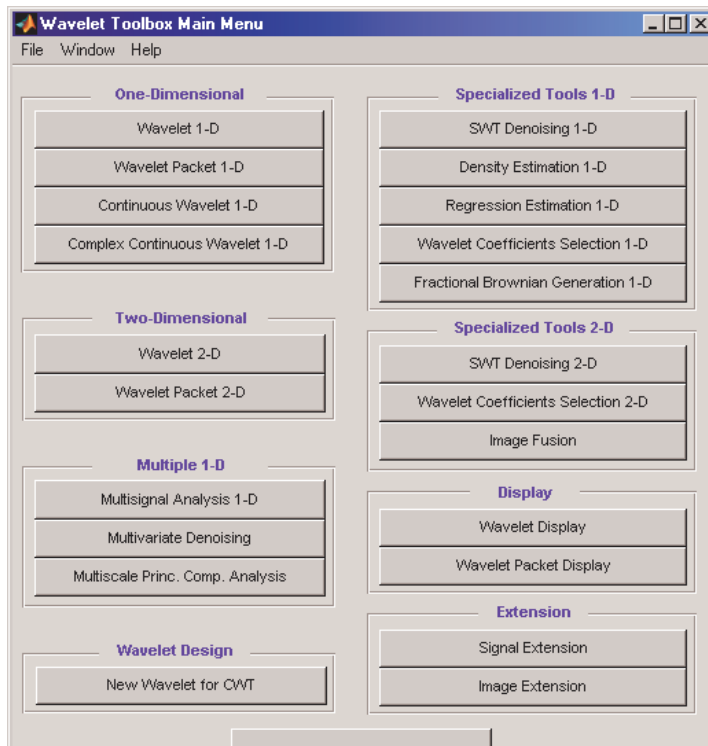 Wavelet Toolbox Main Menu
File Window Help
One-Dimensional
Wavelet 1-D
Wavelet Packet 1-D
Continuous Wavelet 1-D
Complex Continuous Wavelet 1-D
Two-Dimensional
Wavelet 2-D
Wavelet Packet 2-D
Multiple 1-D
Multisignal Analysis 1-D
Multivariate Denoising
Multiscale Princ. Comp. Analysis
Wavelet Design
New Wavelet for CWT
Specialized Tools 1-D
SWT Denoising 1-D
Density Estimation 1-D
Regression Estimation 1-D
Wavelet Coefficients Selection 1-D
Fractional Brownian Generation 1-D
Specialized Tools 2-D
SWT Denoising 2-D
Wavelet Coefficients Selection 2-D
Image Fusion
Display
Wavelet Display
Wavelet Packet Display
Extension
Signal Extension
Image Extension